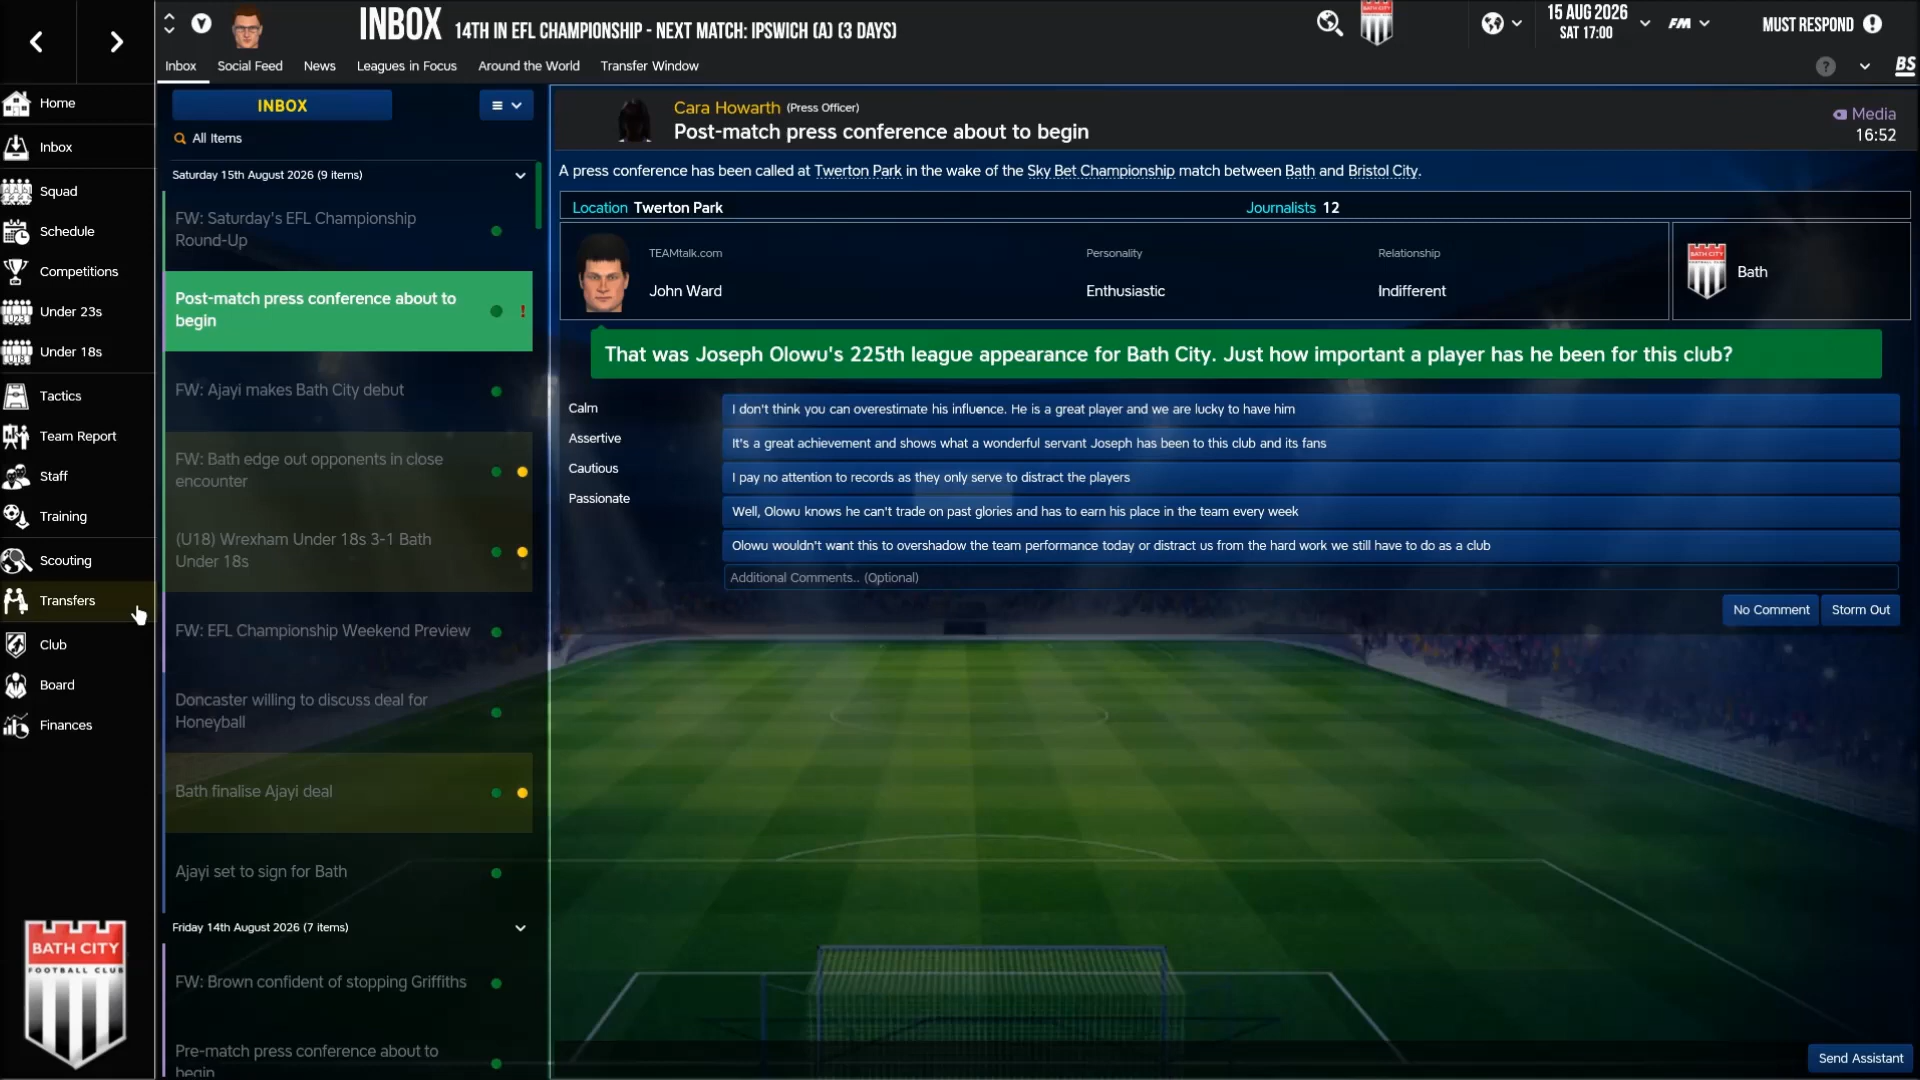 INBOX
14TH IN EFL CHAMPIONSHIP - NEXT MATCH: IPSWICH (A) (3 DAYS)
15 AUG 2026
SAT 17:00
FM
MUST RESPOND
Inbox
Social Feed
News
Leagues in Focus
Around the World
Transfer Window
?
BS
Home
Inbox
Squad
Schedule
Competitions
Under 23s
Under 18s
Tactics
Team Report
Staff
Training
Scouting
Transfers
Club
Board
Finances
BATH CITY
FOOTBALL CLUB
INBOX
All Items
Saturday 15th August 2026 (9 items)
FW: Saturday's EFL Championship
Round-Up
Post-match press conference about to
begin
!
FW: Ajayi makes Bath City debut
FW: Bath edge out opponents in close
encounter
(U18) Wrexham Under 18s 3-1 Bath
Under 18s
FW: EFL Championship Weekend Preview
Doncaster willing to discuss deal for
Honeyball
Bath finalise Ajayi deal
Ajayi set to sign for Bath
Friday 14th August 2026 (7 items)
FW: Brown confident of stopping Griffiths
Pre-match press conference about to
begin
Cara Howarth (Press Officer)
Post-match press conference about to begin
Media
16:52
A press conference has been called at Twerton Park in the wake of the Sky Bet Championship match between Bath and Bristol City.
Location Twerton Park
Journalists 12
TEAMtalk.com
John Ward
Personality
Enthusiastic
Relationship
Indifferent
BATH CITY
Bath
That was Joseph Olowu's 225th league appearance for Bath City. Just how important a player has he been for this club?
Calm
Assertive
Cautious
Passionate
I don't think you can overestimate his influence. He is a great player and we are lucky to have him
It's a great achievement and shows what a wonderful servant Joseph has been to this club and its fans
I pay no attention to records as they only serve to distract the players
Well, Olowu knows he can't trade on past glories and has to earn his place in the team every week
Olowu wouldn't want this to overshadow the team performance today or distract us from the hard work we still have to do as a club
Additional Comments.. (Optional)
No Comment
Storm Out
Send Assistant